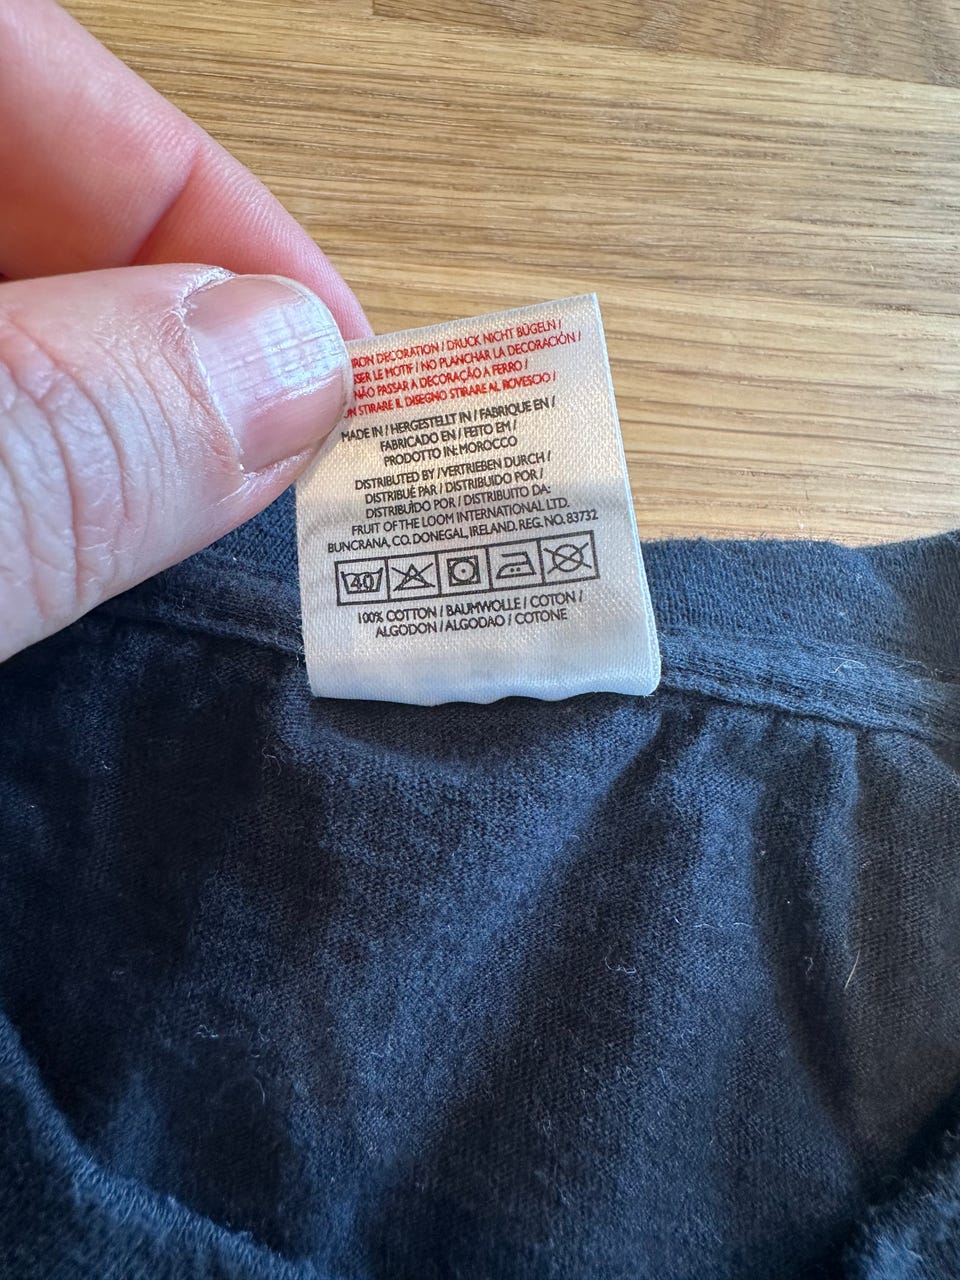 IRON DECORATION / DRUCK NICHT BÜGELN /
LE MOTIF / NO PLANCHAR LA DECORACIÓN /
NÃO PASSAR A DECORAÇÃO A FERRO /
STIRARE IL DISEGNO STIRARE AL ROVESCIO /
MADE IN / HERGESTELLT IN / FABRIQUE EN /
FABRICADO EN / FEITO EM /
PRODOTTO IN: MOROCCO
DISTRIBUTED BY / VERTRIEBEN DURCH /
DISTRIBUÉ PAR / DISTRIBUIDO POR /
DISTRIBUÍDO POR / DISTRIBUITO DA:
FRUIT OF THE LOOM INTERNATIONAL LTD.
BUNCRANA, CO. DONEGAL, IRELAND. REG. NO. 83732
40
100% COTTON / BAUMWOLLE / COTON /
ALGODON / ALGODAO / COTONE